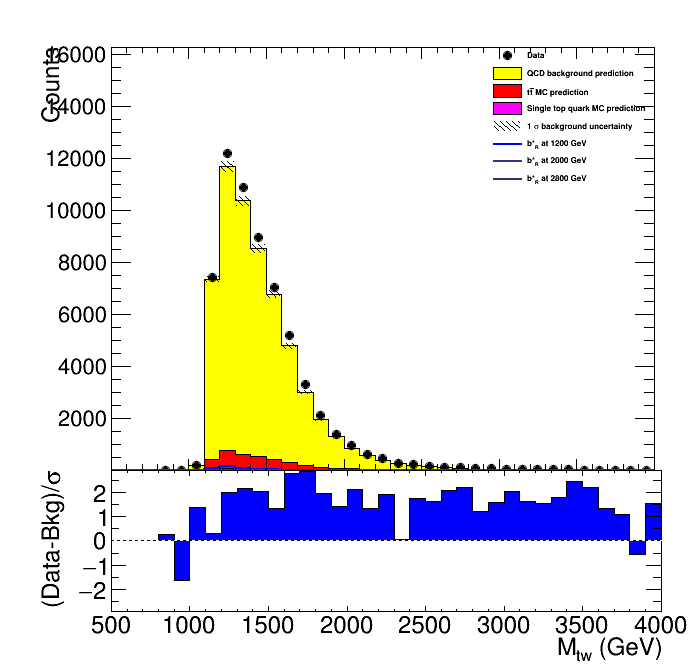 Counts
16000
14000
12000
10000
8000
6000
4000
2000
Data
QCD background prediction
tt̄ MC prediction
Single top quark MC prediction
1 σ background uncertainty
b*R at 1200 GeV
b*R at 2000 GeV
b*R at 2800 GeV
(Data-Bkg)/σ
2
1
0
−1
−2
500 1000 1500 2000 2500 3000 3500 4000
Mtw (GeV)